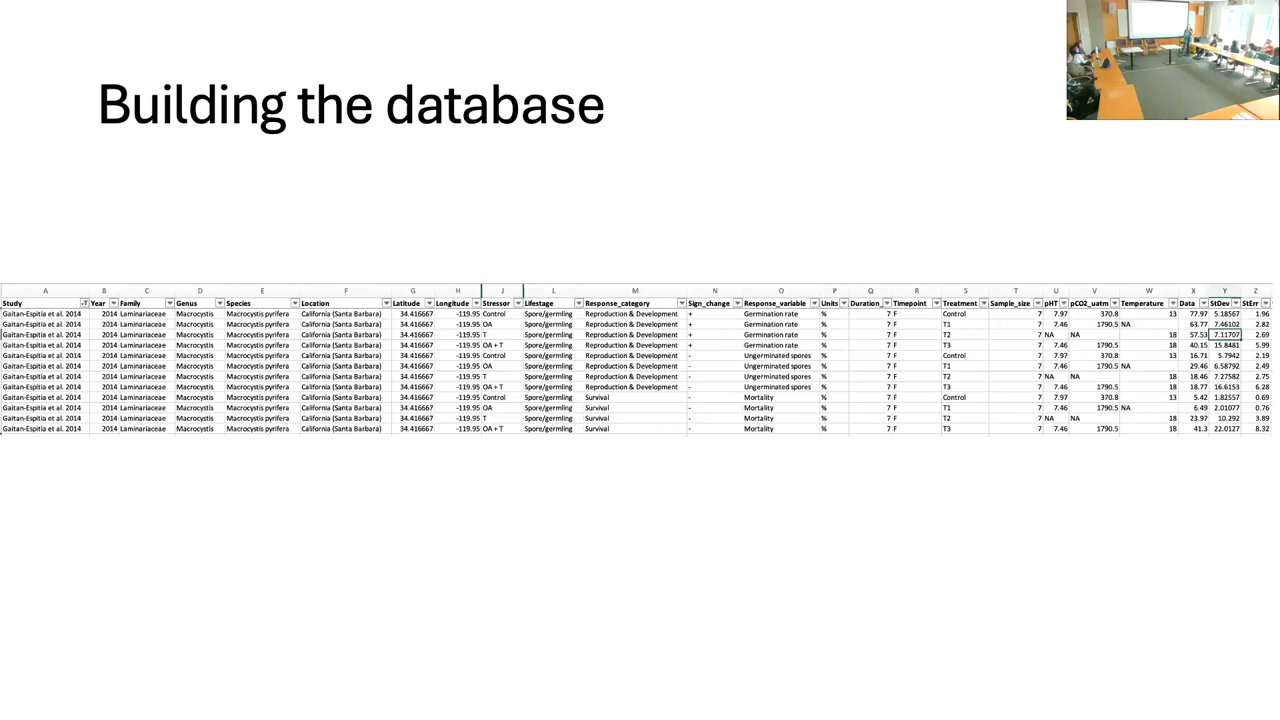 Building the database
A B C D E F G H J L M N O P Q R S T U V W X Y Z
Study Year Family Genus Species Location Latitude Longitude Stressor Lifestage Response_category Sign_change Response_variable Units Duration_ Timepoint Treatment Sample_size pHT pCO2_uatm Temperature Data StDev StErr
Gaitan-Espitia et al. 2014 2014 Laminariaceae Macrocystis Macrocystis pyrifera California (Santa Barbara) 34.416667 -119.95 Control Spore/germling Reproduction & Development + Germination rate % 7 F Control 7 7.97 370.8 13 77.97 5.18567 1.96
Gaitan-Espitia et al. 2014 2014 Laminariaceae Macrocystis Macrocystis pyrifera California (Santa Barbara) 34.416667 -119.95 OA Spore/germling Reproduction & Development + Germination rate % 7 F T1 7 7.46 1790.5 NA 63.77 7.46102 2.82
Gaitan-Espitia et al. 2014 2014 Laminariaceae Macrocystis Macrocystis pyrifera California (Santa Barbara) 34.416667 -119.95 T Spore/germling Reproduction & Development + Germination rate % 7 F T2 7 NA NA 18 57.53 7.11707 2.69
Gaitan-Espitia et al. 2014 2014 Laminariaceae Macrocystis Macrocystis pyrifera California (Santa Barbara) 34.416667 -119.95 OA + T Spore/germling Reproduction & Development + Germination rate % 7 F T3 7 7.46 1790.5 18 40.15 15.8481 5.99
Gaitan-Espitia et al. 2014 2014 Laminariaceae Macrocystis Macrocystis pyrifera California (Santa Barbara) 34.416667 -119.95 Control Spore/germling Reproduction & Development - Ungerminated spores % 7 F Control 7 7.97 370.8 13 16.71 5.7942 2.19
Gaitan-Espitia et al. 2014 2014 Laminariaceae Macrocystis Macrocystis pyrifera California (Santa Barbara) 34.416667 -119.95 OA Spore/germling Reproduction & Development - Ungerminated spores % 7 F T1 7 7.46 1790.5 NA 29.46 6.58792 2.49
Gaitan-Espitia et al. 2014 2014 Laminariaceae Macrocystis Macrocystis pyrifera California (Santa Barbara) 34.416667 -119.95 T Spore/germling Reproduction & Development - Ungerminated spores % 7 F T2 7 NA NA 18 18.46 7.27582 2.75
Gaitan-Espitia et al. 2014 2014 Laminariaceae Macrocystis Macrocystis pyrifera California (Santa Barbara) 34.416667 -119.95 OA + T Spore/germling Reproduction & Development - Ungerminated spores % 7 F T3 7 7.46 1790.5 18 18.77 16.6153 6.28
Gaitan-Espitia et al. 2014 2014 Laminariaceae Macrocystis Macrocystis pyrifera California (Santa Barbara) 34.416667 -119.95 Control Spore/germling Survival - Mortality % 7 F Control 7 7.97 370.8 13 5.42 1.82557 0.69
Gaitan-Espitia et al. 2014 2014 Laminariaceae Macrocystis Macrocystis pyrifera California (Santa Barbara) 34.416667 -119.95 OA Spore/germling Survival - Mortality % 7 F T1 7 7.46 1790.5 NA 6.49 2.01077 0.76
Gaitan-Espitia et al. 2014 2014 Laminariaceae Macrocystis Macrocystis pyrifera California (Santa Barbara) 34.416667 -119.95 T Spore/germling Survival - Mortality % 7 F T2 7 NA NA 18 23.97 10.292 3.89
Gaitan-Espitia et al. 2014 2014 Laminariaceae Macrocystis Macrocystis pyrifera California (Santa Barbara) 34.416667 -119.95 OA + T Spore/germling Survival - Mortality % 7 F T3 7 7.46 1790.5 18 41.3 22.0127 8.32